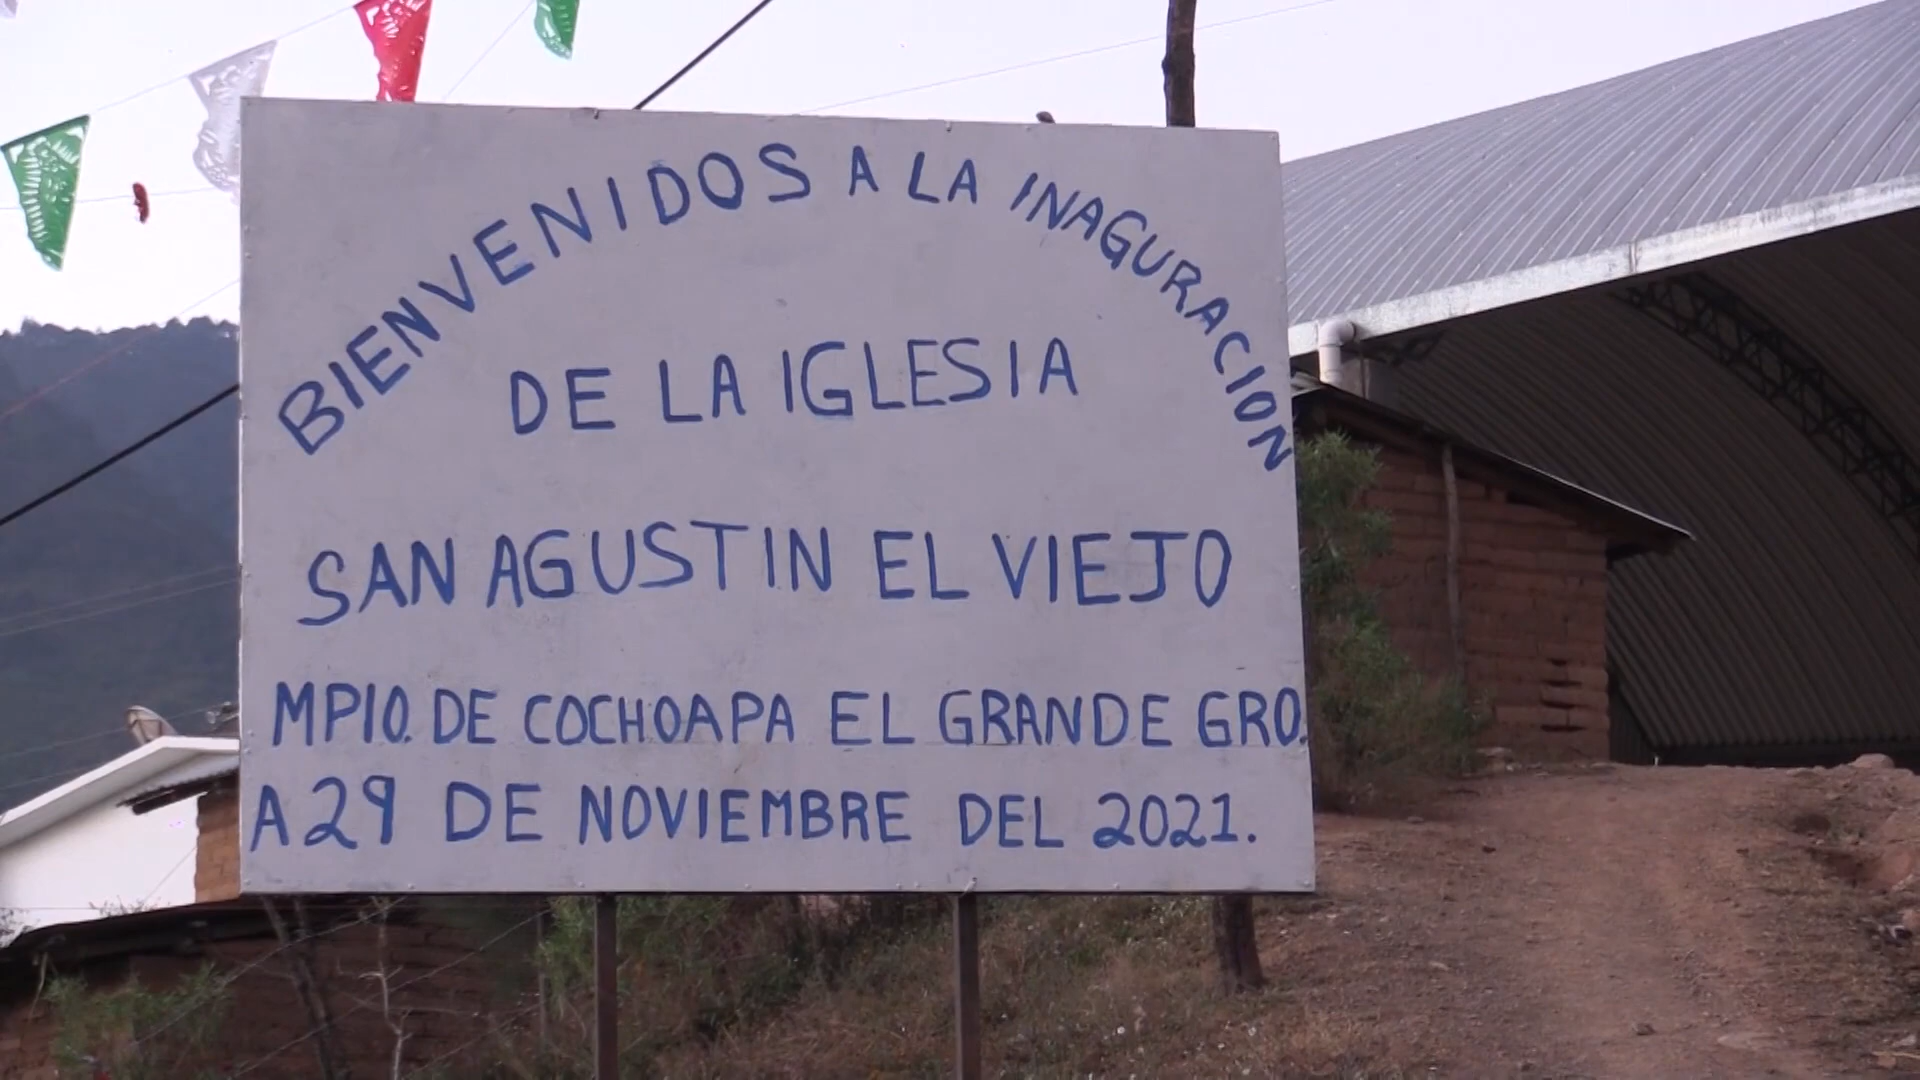 BIENVENIDOS A LA INAGURACION
DE LA IGLESIA
SAN AGUSTIN EL VIEJO
MPIO. DE COCHOAPA EL GRANDE GRO.
A 29 DE NOVIEMBRE DEL 2021.